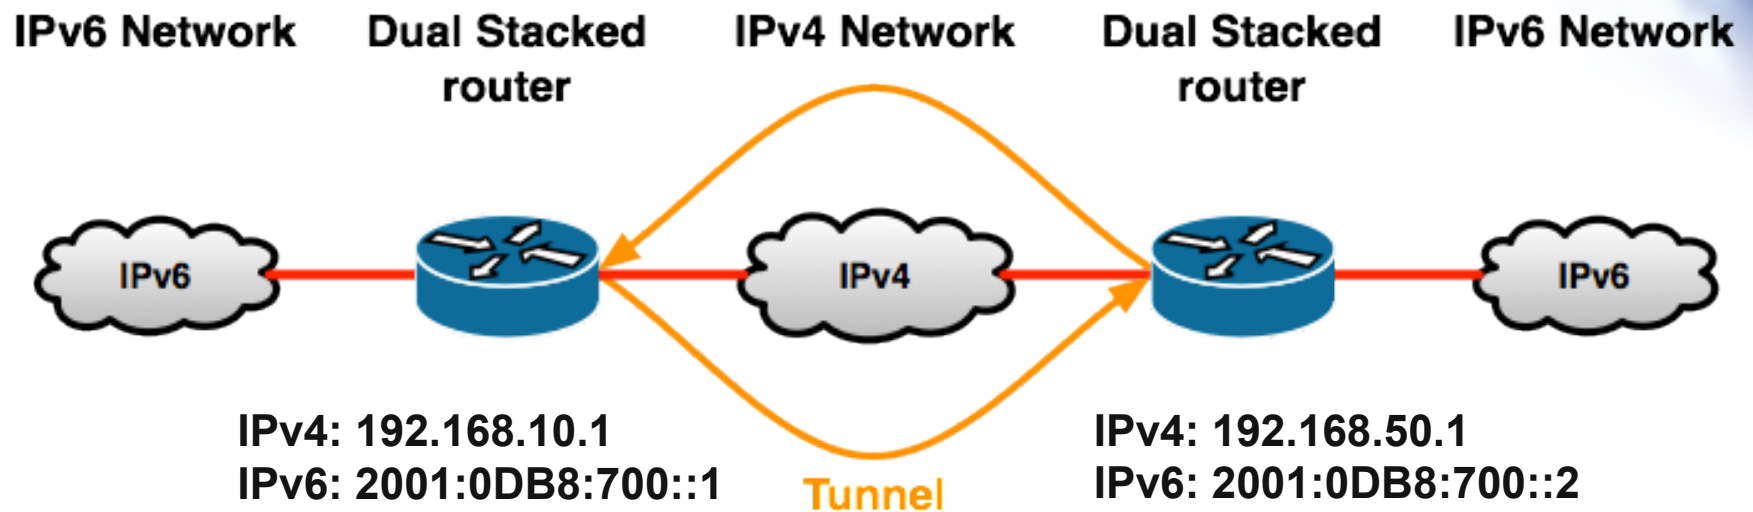 IPv6 Network
Dual Stacked
router
IPv4 Network
Dual Stacked
router
IPv6 Network
IPv6
IPv4
IPv6
IPv4: 192.168.10.1
IPv6: 2001:0DB8:700::1
Tunnel
IPv4: 192.168.50.1
IPv6: 2001:0DB8:700::2